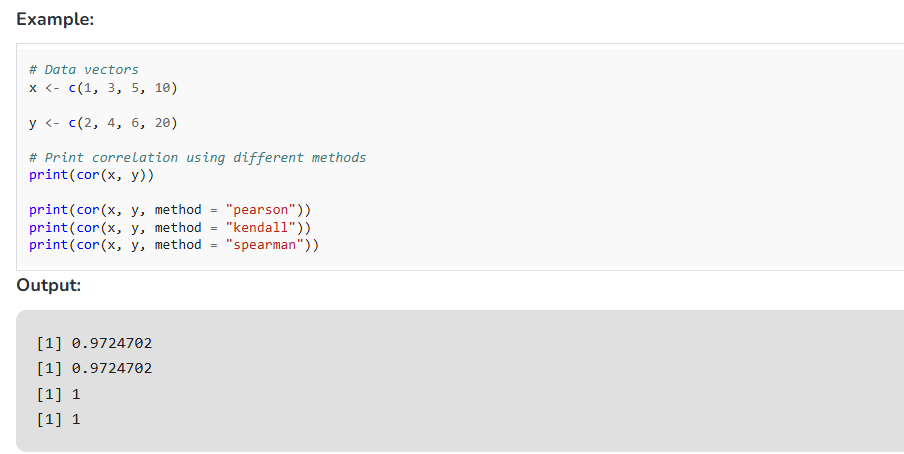 Example:
# Data vectors
x <- c(1, 3, 5, 10)
y <- c(2, 4, 6, 20)
# Print correlation using different methods
print(cor(x, y))
print(cor(x, y, method = "pearson"))
print(cor(x, y, method = "kendall"))
print(cor(x, y, method = "spearman"))
Output:
[1] 0.9724702
[1] 0.9724702
[1] 1
[1] 1